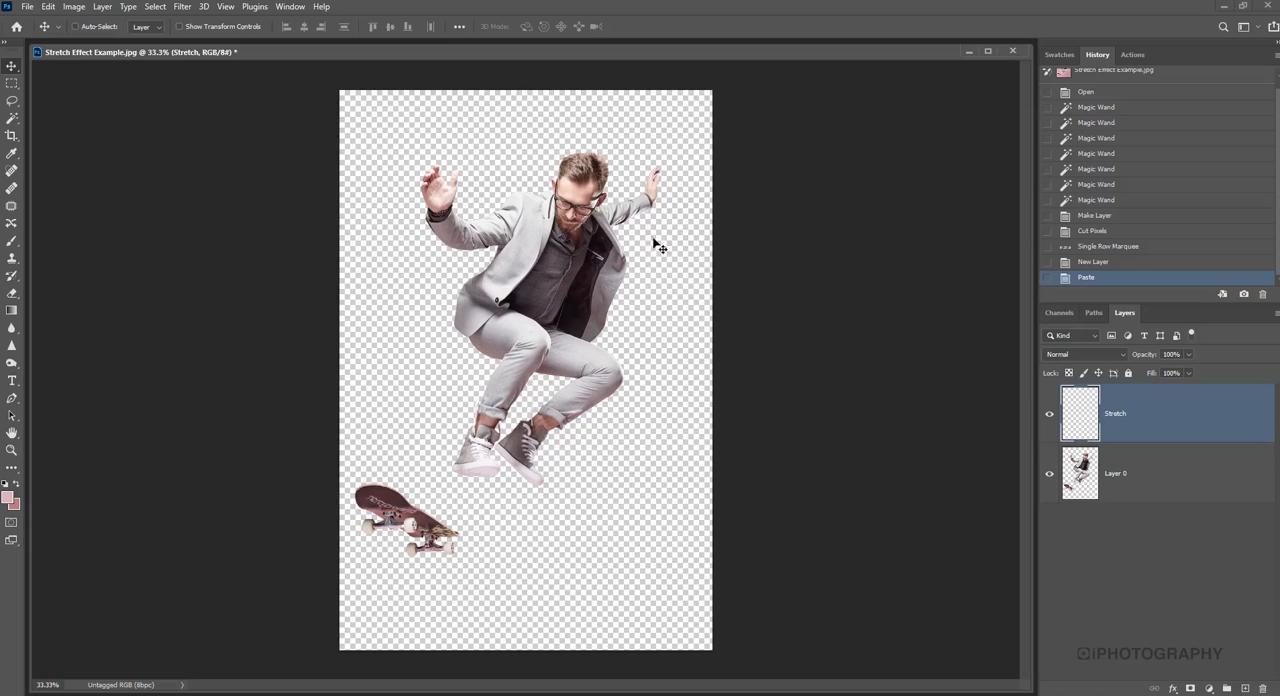 Ps File Edit Image Layer Type Select Filter 3D View Plugins Window Help
Auto-Select: Layer Show Transform Controls 3D Mode:
Stretch Effect Example.jpg @ 33.3% (Stretch, RGB/8#) *
Swatches History Actions
Stretch Effect Example.jpg
Open
Magic Wand
Magic Wand
Magic Wand
Magic Wand
Magic Wand
Magic Wand
Magic Wand
Make Layer
Cut Pixels
Single Row Marquee
New Layer
Paste
Channels Paths Layers
Kind
Normal Opacity: 100%
Lock: Fill: 100%
Stretch
Layer 0
iPHOTOGRAPHY
33.33% Untagged RGB (8bpc)